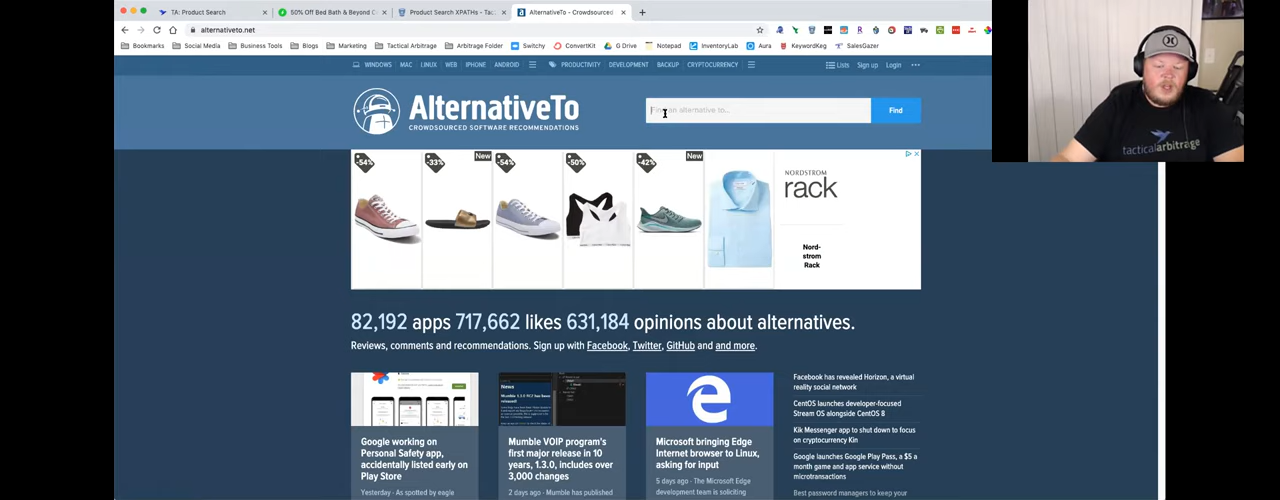 TA: Product Search
50% Off Bed Bath & Beyond C
Product Search XPATHs - Tac
AlternativeTo - Crowdsourced
alternativeto.net
Bookmarks
Social Media
Business Tools
Blogs
Marketing
Tactical Arbitrage
Arbitrage Folder
Switchy
ConvertKit
G Drive
Notepad
InventoryLab
Aura
KeywordKeg
SalesGazer
WINDOWS
MAC
LINUX
WEB
IPHONE
ANDROID
PRODUCTIVITY
DEVELOPMENT
BACKUP
CRYPTOCURRENCY
Lists
Sign up
Login
AlternativeTo
CROWDSOURCED SOFTWARE RECOMMENDATIONS
Find an alternative to...
Find
tacticalarbitrage
-54%
-33%
New
-54%
-50%
-42%
New
NORDSTROM
rack
Nord-
strom
Rack
82,192 apps 717,662 likes 631,184 opinions about alternatives.
Reviews, comments and recommendations. Sign up with Facebook, Twitter, GitHub and and more.
Google working on
Personal Safety app,
accidentally listed early on
Play Store
Yesterday · As spotted by eagle
Mumble VOIP program's
first major release in 10
years, 1.3.0, includes over
3,000 changes
2 days ago · Mumble has published
Microsoft bringing Edge
Internet browser to Linux,
asking for input
5 days ago · The Microsoft Edge
development team is soliciting
Facebook has revealed Horizon, a virtual
reality social network
CentOS launches developer-focused
Stream OS alongside CentOS 8
Kik Messenger app to shut down to focus
on cryptocurrency Kin
Google launches Google Play Pass, a $5 a
month game and app service without
microtransactions
Best password managers to keep your